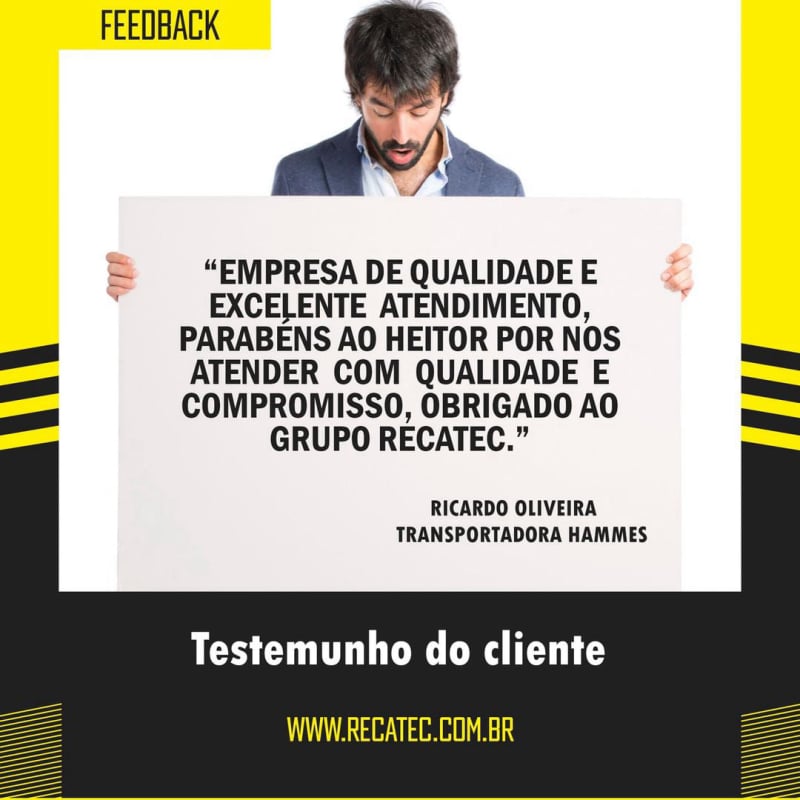 FEEDBACK
“EMPRESA DE QUALIDADE E
EXCELENTE ATENDIMENTO,
PARABÉNS AO HEITOR POR NOS
ATENDER COM QUALIDADE E
COMPROMISSO, OBRIGADO AO
GRUPO RECATEC.”
RICARDO OLIVEIRA
TRANSPORTADORA HAMMES
Testemunho do cliente
WWW.RECATEC.COM.BR